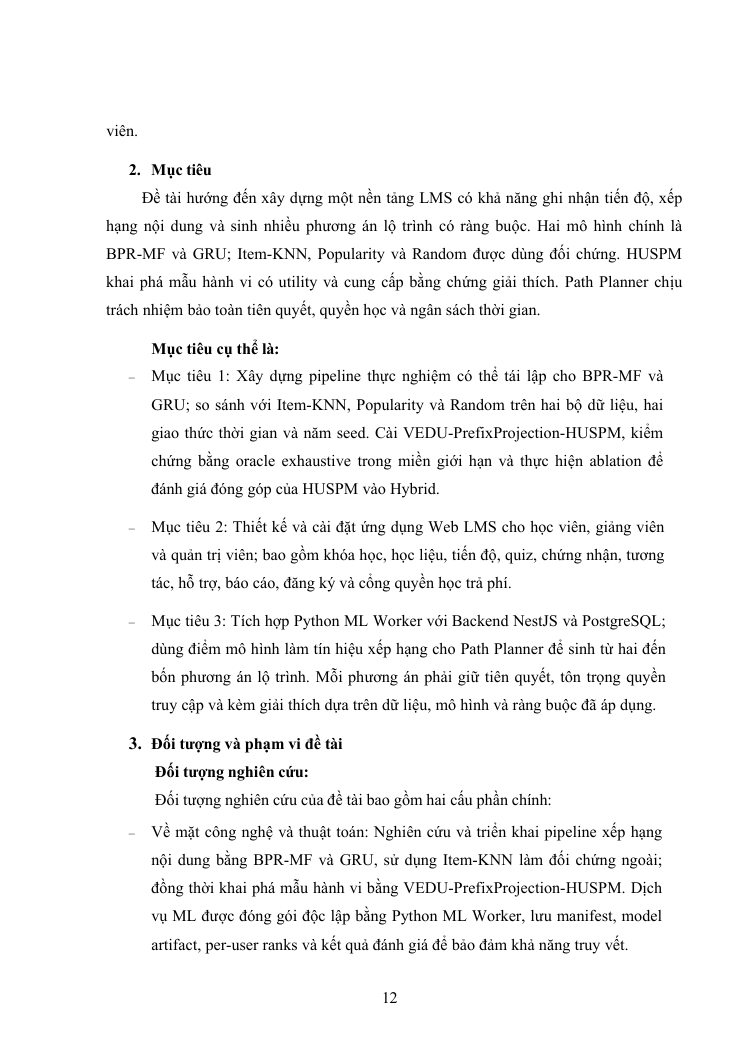 viên.
2. Mục tiêu
Đề tài hướng đến xây dựng một nền tảng LMS có khả năng ghi nhận tiến độ, xếp
hạng nội dung và sinh nhiều phương án lộ trình có ràng buộc. Hai mô hình chính là
BPR-MF và GRU; Item-KNN, Popularity và Random được dùng đối chứng. HUSPM
khai phá mẫu hành vi có utility và cung cấp bằng chứng giải thích. Path Planner chịu
trách nhiệm bảo toàn tiên quyết, quyền học và ngân sách thời gian.
Mục tiêu cụ thể là:
– Mục tiêu 1: Xây dựng pipeline thực nghiệm có thể tái lập cho BPR-MF và
GRU; so sánh với Item-KNN, Popularity và Random trên hai bộ dữ liệu, hai
giao thức thời gian và năm seed. Cài VEDU-PrefixProjection-HUSPM, kiểm
chứng bằng oracle exhaustive trong miền giới hạn và thực hiện ablation để
đánh giá đóng góp của HUSPM vào Hybrid.
– Mục tiêu 2: Thiết kế và cài đặt ứng dụng Web LMS cho học viên, giảng viên
và quản trị viên; bao gồm khóa học, học liệu, tiến độ, quiz, chứng nhận, tương
tác, hỗ trợ, báo cáo, đăng ký và cổng quyền học trả phí.
– Mục tiêu 3: Tích hợp Python ML Worker với Backend NestJS và PostgreSQL;
dùng điểm mô hình làm tín hiệu xếp hạng cho Path Planner để sinh từ hai đến
bốn phương án lộ trình. Mỗi phương án phải giữ tiên quyết, tôn trọng quyền
truy cập và kèm giải thích dựa trên dữ liệu, mô hình và ràng buộc đã áp dụng.
3. Đối tượng và phạm vi đề tài
Đối tượng nghiên cứu:
Đối tượng nghiên cứu của đề tài bao gồm hai cấu phần chính:
– Về mặt công nghệ và thuật toán: Nghiên cứu và triển khai pipeline xếp hạng
nội dung bằng BPR-MF và GRU, sử dụng Item-KNN làm đối chứng ngoài;
đồng thời khai phá mẫu hành vi bằng VEDU-PrefixProjection-HUSPM. Dịch
vụ ML được đóng gói độc lập bằng Python ML Worker, lưu manifest, model
artifact, per-user ranks và kết quả đánh giá để bảo đảm khả năng truy vết.
12